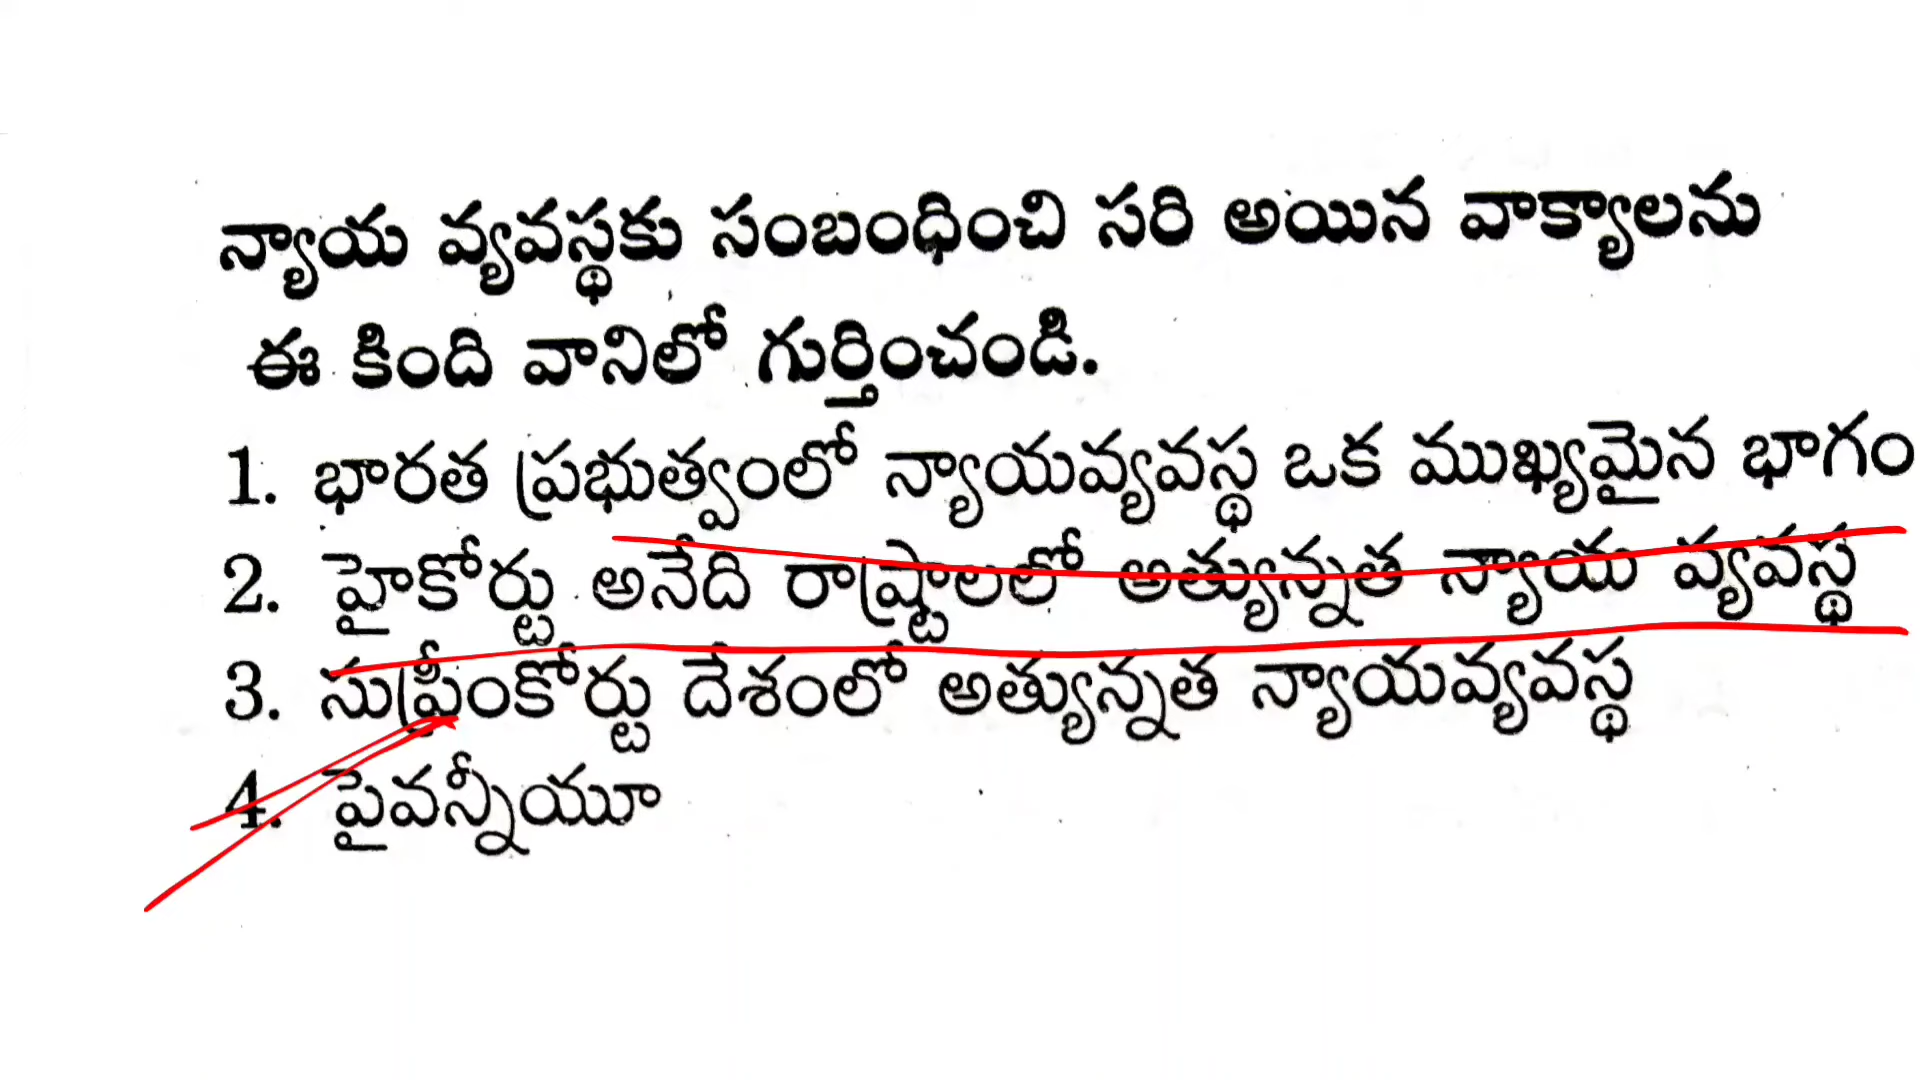 న్యాయ వ్యవస్థకు సంబంధించి సరి అయిన వాక్యాలను
ఈ కింది వానిలో గుర్తించండి.
1. భారత ప్రభుత్వంలో న్యాయవ్యవస్థ ఒక ముఖ్యమైన భాగం
2. హైకోర్టు అనేది రాష్ట్రాలలో అత్యున్నత న్యాయ వ్యవస్థ
3. సుప్రీంకోర్టు దేశంలో అత్యున్నత న్యాయవ్యవస్థ
4. పైవన్నీయూ